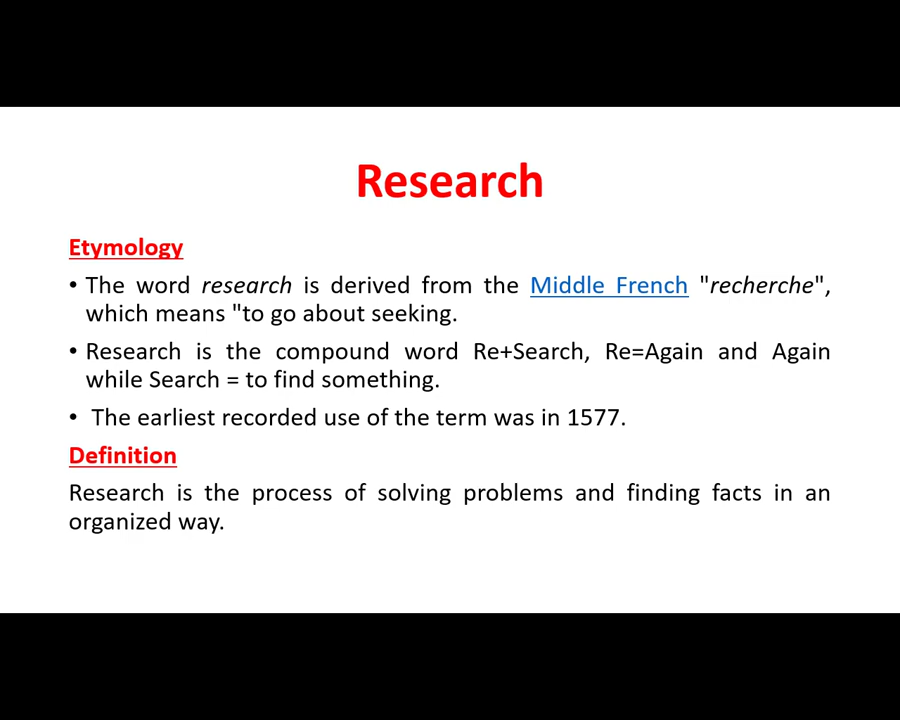 Research
Etymology
• The word research is derived from the Middle French "recherche",
which means "to go about seeking.
• Research is the compound word Re+Search, Re=Again and Again
while Search = to find something.
• The earliest recorded use of the term was in 1577.
Definition
Research is the process of solving problems and finding facts in an
organized way.